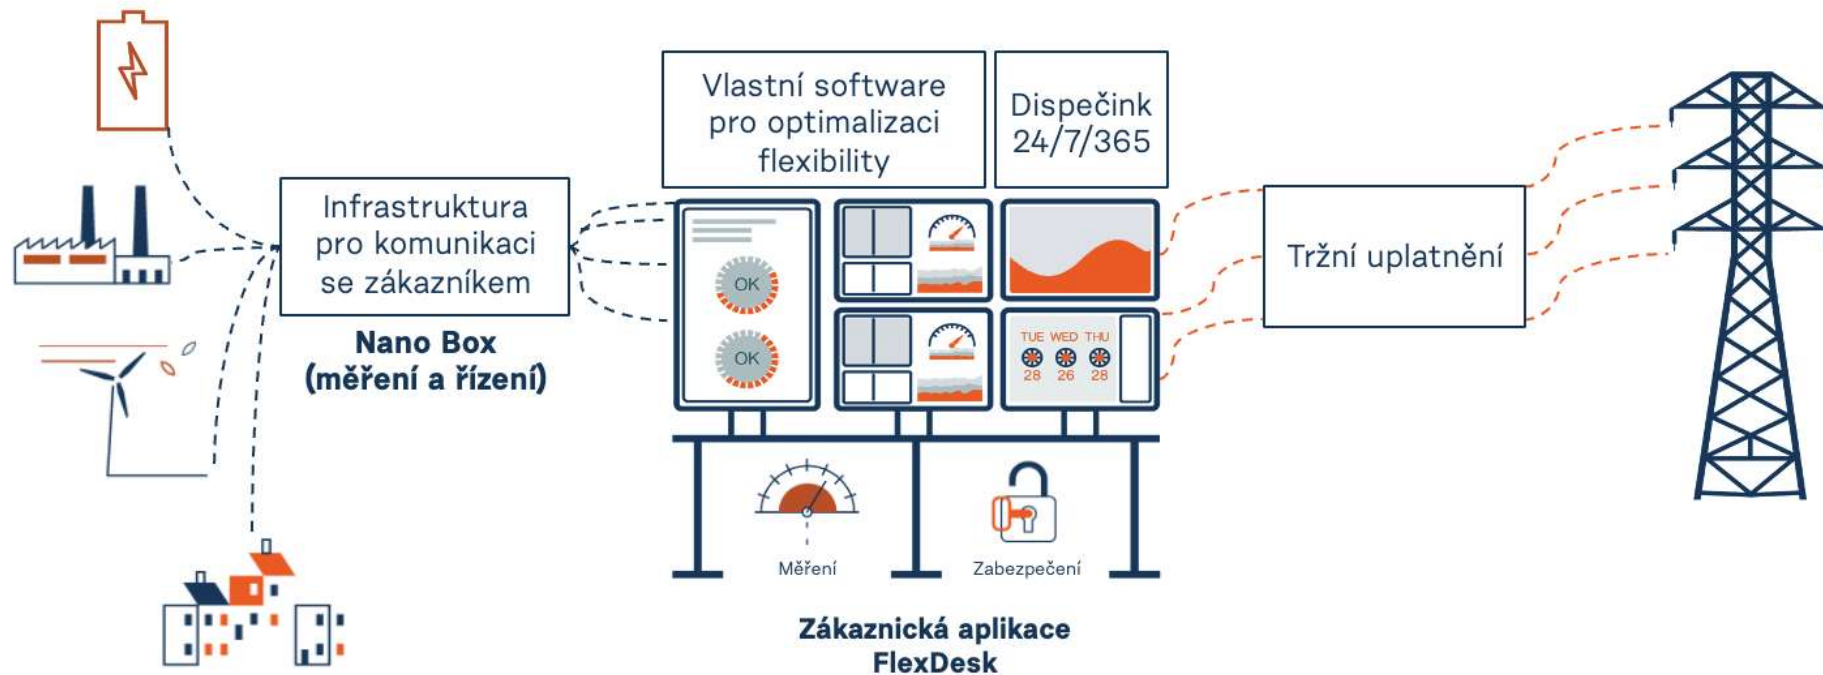 Vlastní software
pro optimalizaci
flexibility
Dispečink
24/7/365
Infrastruktura
pro komunikaci
se zákazníkem
Nano Box
(měření a řízení)
OK
OK
TUE WED THU
28 26 28
Tržní uplatnění
Měření
Zabezpečení
Zákaznická aplikace
FlexDesk